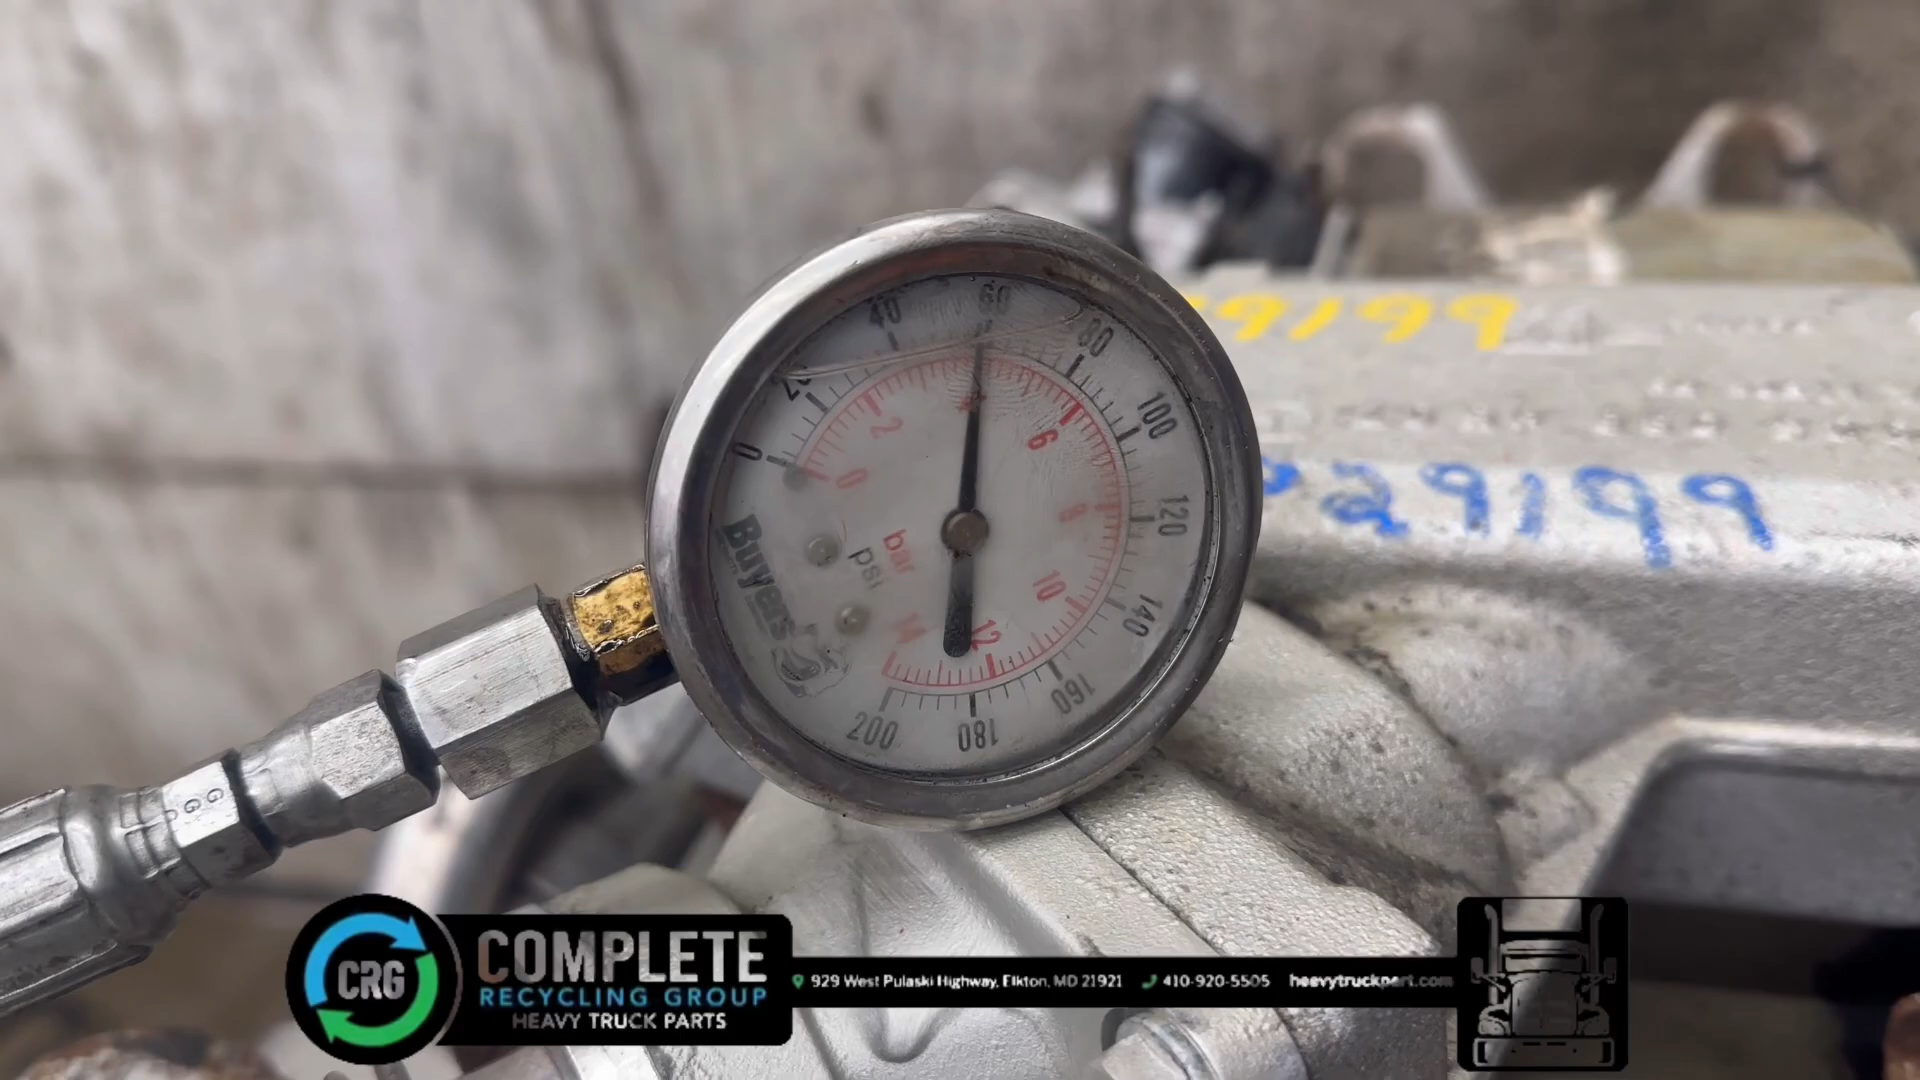 0
20
40
60
80
100
120
140
160
180
200
0
2
4
6
8
10
12
14
bar
psi
Buyers
29199
G
G
CRG
COMPLETE
RECYCLING GROUP
HEAVY TRUCK PARTS
929 West Pulaski Highway, Elkton, MD 21921
410-920-5505
heavytruckpart.com